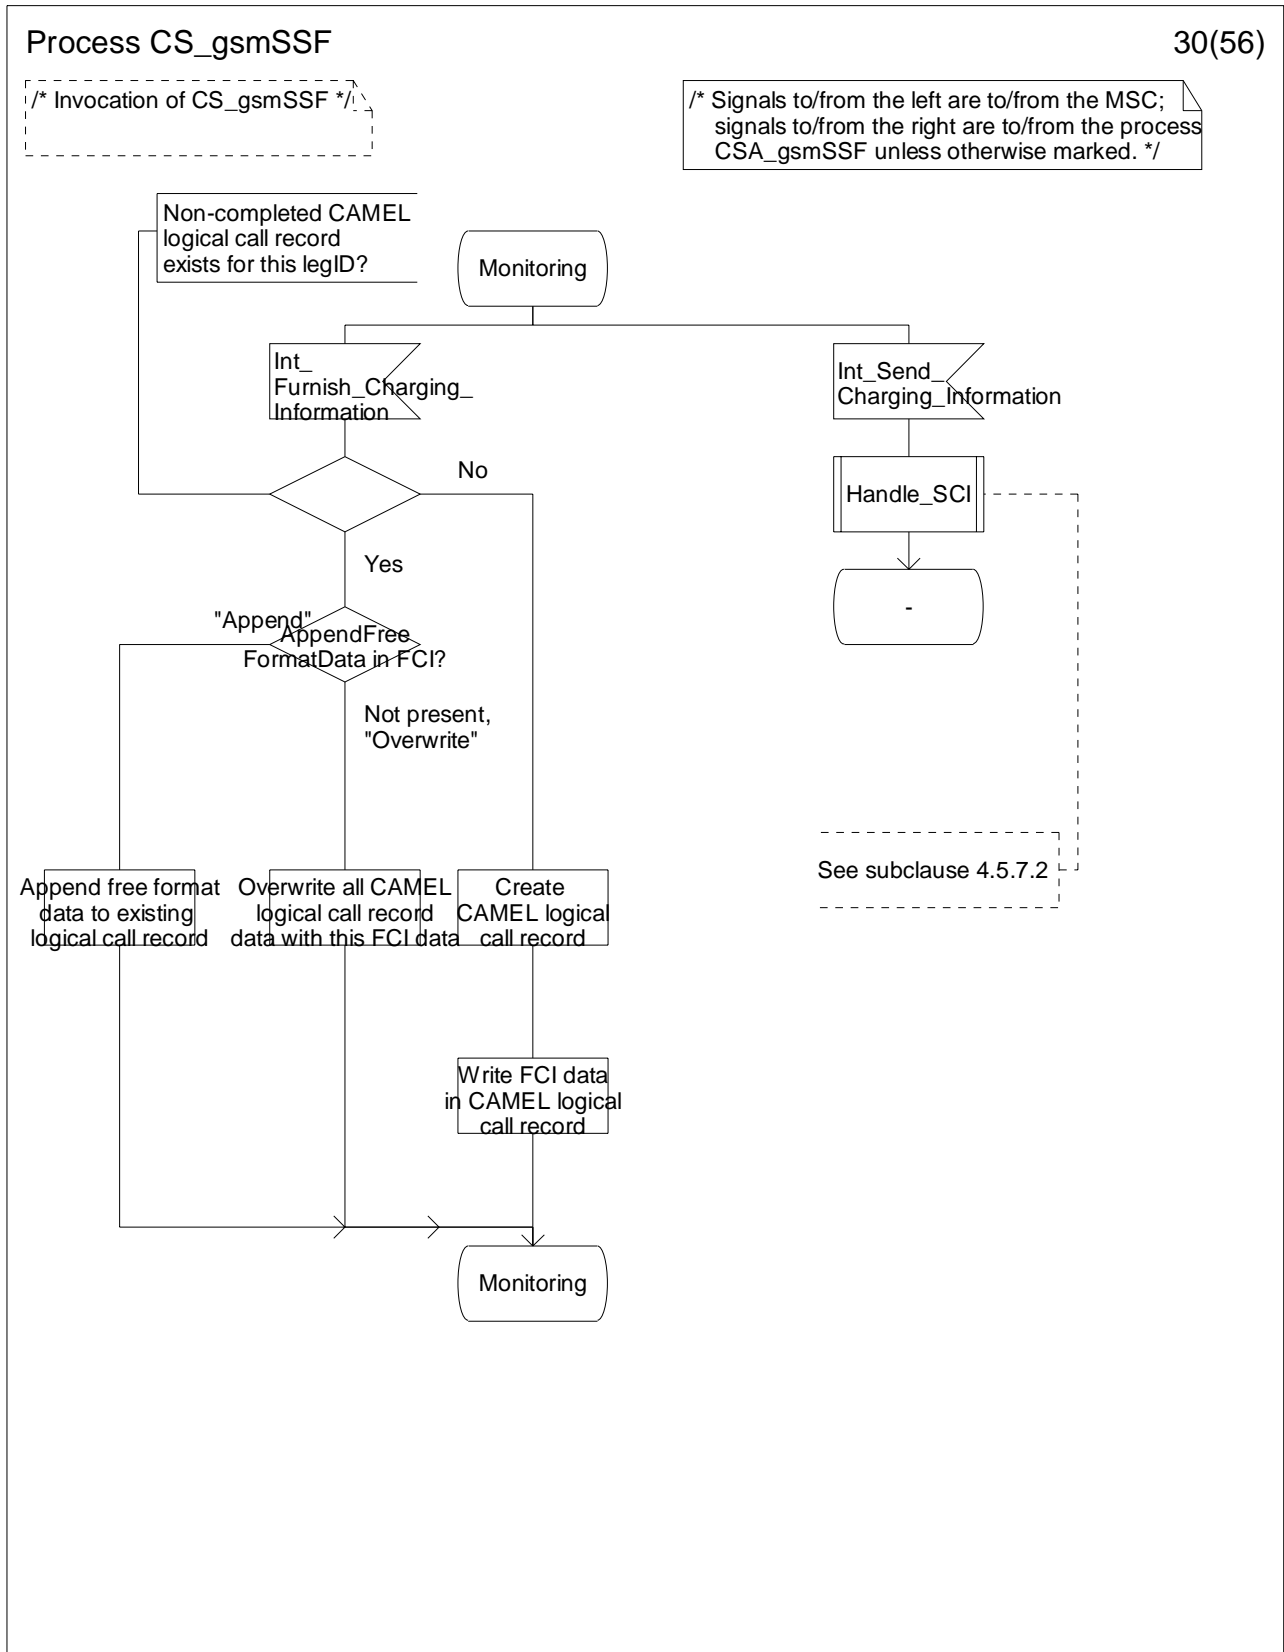 Process CS_gsmSSF
30(56)
/* Invocation of CS_gsmSSF */
/* Signals to/from the left are to/from the MSC;
signals to/from the right are to/from the process
CSA_gsmSSF unless otherwise marked. */
Non-completed CAMEL
logical call record
exists for this legID?
Monitoring
Int_
Furnish_Charging_
Information
Int_Send_
Charging_Information
No
Handle_SCI
Yes
-
"Append"
AppendFree
FormatData in FCI?
Not present,
"Overwrite"
See subclause 4.5.7.2
Append free format
data to existing
logical call record
Overwrite all CAMEL
logical call record
data with this FCI data
Create
CAMEL logical
call record
Write FCI data
in CAMEL logical
call record
Monitoring